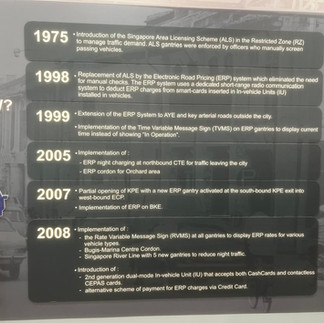 1975
• Introduction of the Singapore Area Licensing Scheme (ALS) in the Restricted Zone (RZ)
to manage traffic demand. ALS gantries were enforced by officers who manually screen
passing vehicles.
1998
• Replacement of ALS by the Electronic Road Pricing (ERP) system which eliminated the need
for manual checks. The ERP system uses a dedicated short-range radio communication
system to deduct ERP charges from smart-cards inserted in In-vehicle Units (IU)
installed in vehicles.
1999
• Extension of the ERP System to AYE and key arterial roads outside the city.
• Implementation of the Time Variable Message Sign (TVMS) on ERP gantries to display current
time instead of showing "In Operation".
2005
• Implementation of :
- ERP night charging at northbound CTE for traffic leaving the city
- ERP cordon for Orchard area
2007
• Partial opening of KPE with a new ERP gantry activated at the south-bound KPE exit into
west-bound ECP.
• Implementation of ERP on BKE.
2008
• Implementation of :
- the Rate Variable Message Sign (RVMS) at all gantries to display ERP rates for various
vehicle types.
- Bugis-Marina Centre Cordon.
- Singapore River Line with 5 new gantries to reduce night traffic.
• Introduction of :
- 2nd generation dual-mode In-vehicle Unit (IU) that accepts both CashCards and contactless
CEPAS cards.
- alternative scheme of payment for ERP charges via Credit Card.
?